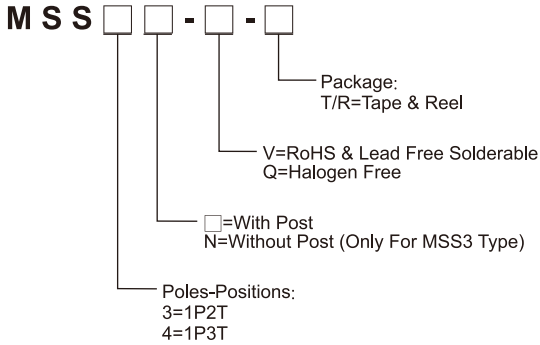 MSS□□-□-□
Package:
T/R=Tape & Reel
V=RoHS & Lead Free Solderable
Q=Halogen Free
□=With Post
N=Without Post (Only For MSS3 Type)
Poles-Positions:
3=1P2T
4=1P3T